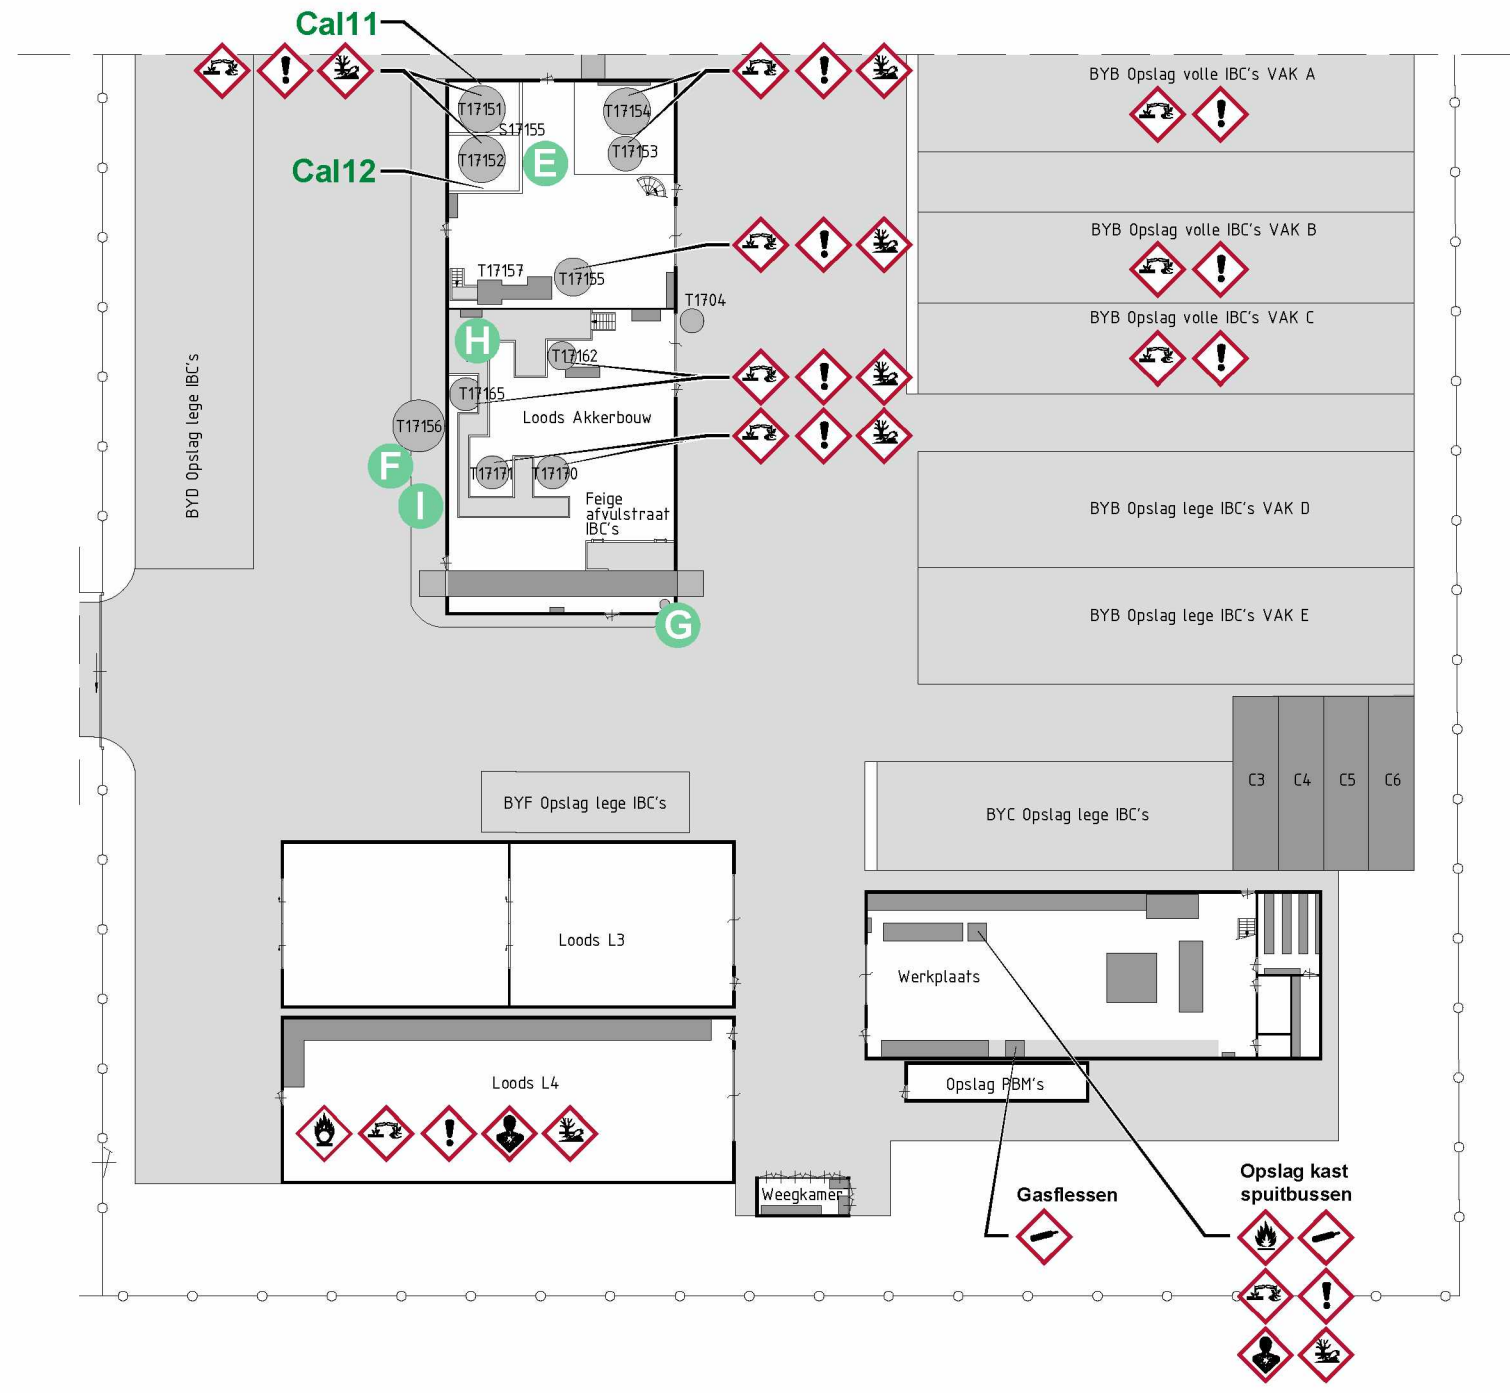 Cal11
BYB Opslag volle IBC's VAK A
T17151
T17154
S17155
T17152
T17153
Cal12
E
BYB Opslag volle IBC's VAK B
T17157
T17155
T1704
BYB Opslag volle IBC's VAK C
H
T17162
BYD Opslag lege IBC's
T17165
T17156
Loods Akkerbouw
F
T17171
T17170
I
Feige
afvulstraat
IBC's
BYB Opslag lege IBC's VAK D
BYB Opslag lege IBC's VAK E
G
C3
C4
C5
C6
BYF Opslag lege IBC's
BYC Opslag lege IBC's
Loods L3
Werkplaats
Loods L4
Opslag PBM's
Weegkamer
Gasflessen
Opslag kast
spuitbussen